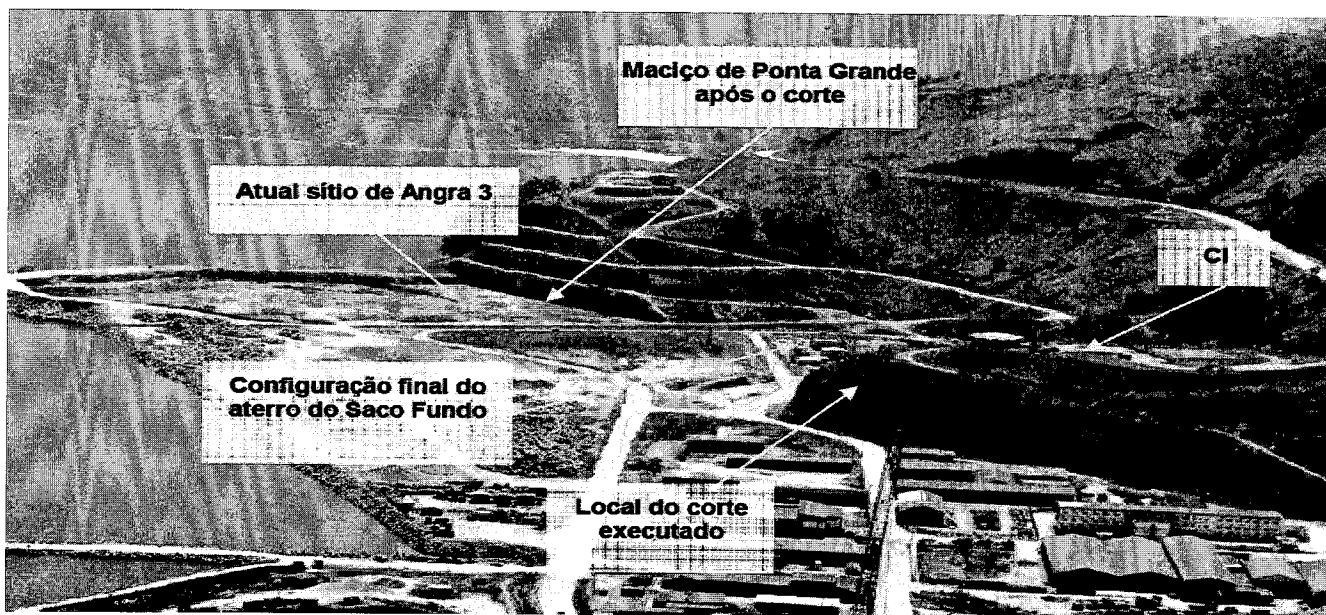 Maciço de Ponta Grande
após o corte
Atual sítio de Angra 3
CI
Configuração final do
aterro do Saco Fundo
Local do corte
executado